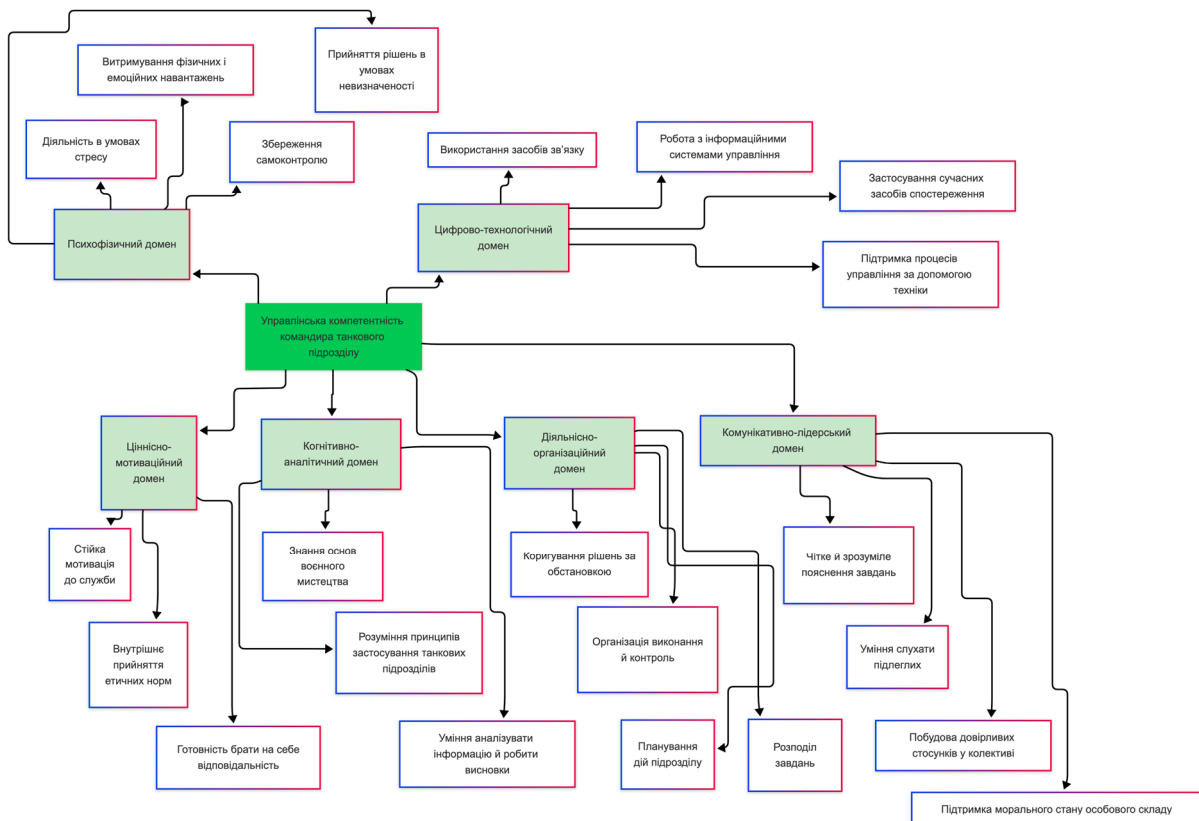 Прийняття рішень в
умовах
невизначеності
Витримування фізичних і
емоційних навантажень
Діяльність в умовах
стресу
Збереження
самоконтролю
Використання засобів зв'язку
Робота з інформаційними
системами управління
Застосування сучасних
засобів спостереження
Психофізичний домен
Цифрово-технологічний
домен
Підтримка процесів
управління за допомогою
техніки
Управлінська компетентність
командира танкового
підрозділу
Ціннісно-
мотиваційний
домен
Когнітивно-
аналітичний домен
Діяльнісно-
організаційний
домен
Комунікативно-лідерський
домен
Стійка
мотивація
до служби
Знання основ
воєнного
мистецтва
Коригування рішень за
обстановкою
Чітке й зрозуміле
пояснення завдань
Внутрішнє
прийняття
етичних норм
Розуміння принципів
застосування танкових
підрозділів
Організація виконання
й контроль
Уміння слухати
підлеглих
Готовність брати на себе
відповідальність
Уміння аналізувати
інформацію й робити
висновки
Планування
дій підрозділу
Розподіл
завдань
Побудова довірливих
стосунків у колективі
Підтримка морального стану особового складу